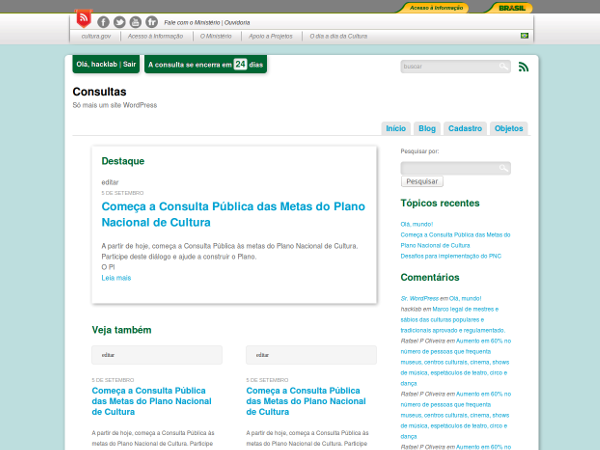 Acesso à Informação
BRASIL
Fale com o Ministério | Ouvidoria
cultura.gov
Acesso à Informação
O Ministério
Apoio a Projetos
O dia a dia da Cultura
Olá, hacklab | Sair
A consulta se encerra em 24 dias
buscar
Consultas
Só mais um site WordPress
Início
Blog
Cadastro
Objetos
Destaque
editar
5 DE SETEMBRO
Começa a Consulta Pública das Metas do Plano
Nacional de Cultura
A partir de hoje, começa a Consulta Pública às metas do Plano Nacional de Cultura.
Participe deste diálogo e ajude a construir o Plano.
O Pl
Leia mais
Veja também
editar
5 DE SETEMBRO
Começa a Consulta Pública
das Metas do Plano Nacional
de Cultura
A partir de hoje, começa a Consulta Pública às
metas do Plano Nacional de Cultura. Participe
editar
5 DE SETEMBRO
Começa a Consulta Pública
das Metas do Plano Nacional
de Cultura
A partir de hoje, começa a Consulta Pública às
metas do Plano Nacional de Cultura. Participe
Pesquisar por:
Pesquisar
Tópicos recentes
Olá, mundo!
Começa a Consulta Pública das Metas do
Plano Nacional de Cultura
Desafios para implementação do PNC
Comentários
Sr. WordPress em Olá, mundo!
hacklab em Marco legal de mestres e
sábios das culturas populares e
tradicionais aprovado e regulamentado.
Rafael P Oliveira em Aumento em 60% no
número de pessoas que frequenta
museus, centros culturais, cinema, shows
de música, espetáculos de teatro, circo e
dança
Rafael P Oliveira em Aumento em 60% no
número de pessoas que frequenta
museus, centros culturais, cinema, shows
de música, espetáculos de teatro, circo e
dança
Rafael P Oliveira em Aumento em 60% no